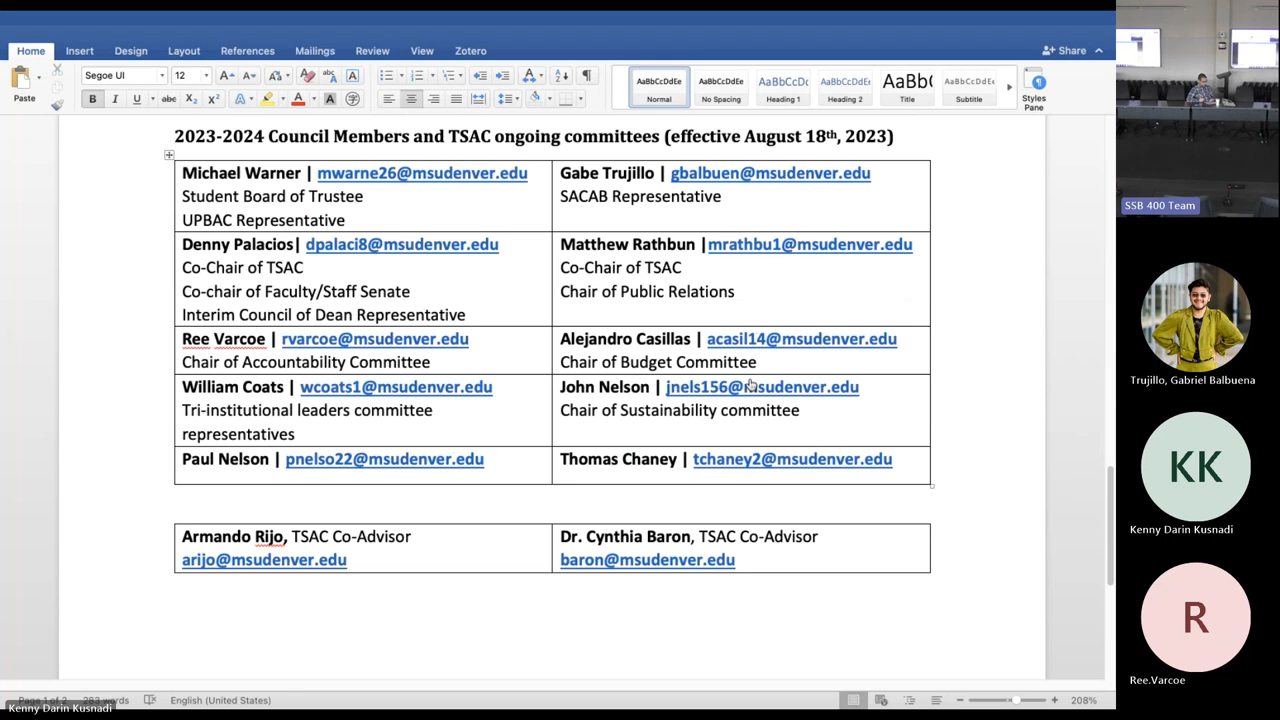 Home Insert Design Layout References Mailings Review View Zotero Share
Paste
Segoe UI 12
AaBbCcDdEe AaBbCcDdEe AaBbCcDc AaBbCcDdEe AaBb( AaBbCcDdEe
Normal No Spacing Heading 1 Heading 2 Title Subtitle Styles Pane
2023-2024 Council Members and TSAC ongoing committees (effective August 18th, 2023)
Michael Warner | mwarne26@msudenver.edu
Student Board of Trustee
UPBAC Representative
Gabe Trujillo | gbalbuen@msudenver.edu
SACAB Representative
Denny Palacios| dpalaci8@msudenver.edu
Co-Chair of TSAC
Co-chair of Faculty/Staff Senate
Interim Council of Dean Representative
Matthew Rathbun |mrathbu1@msudenver.edu
Co-Chair of TSAC
Chair of Public Relations
Ree Varcoe | rvarcoe@msudenver.edu
Chair of Accountability Committee
Alejandro Casillas | acasil14@msudenver.edu
Chair of Budget Committee
William Coats | wcoats1@msudenver.edu
Tri-institutional leaders committee
representatives
John Nelson | jnels156@msudenver.edu
Chair of Sustainability committee
Paul Nelson | pnelso22@msudenver.edu
Thomas Chaney | tchaney2@msudenver.edu
Armando Rijo, TSAC Co-Advisor
arijo@msudenver.edu
Dr. Cynthia Baron, TSAC Co-Advisor
baron@msudenver.edu
Page 1 of 2 283 words English (United States) 208%
Kenny Darin Kusnadi
SSB 400 Team
Trujillo, Gabriel Balbuena
KK
Kenny Darin Kusnadi
R
Ree.Varcoe